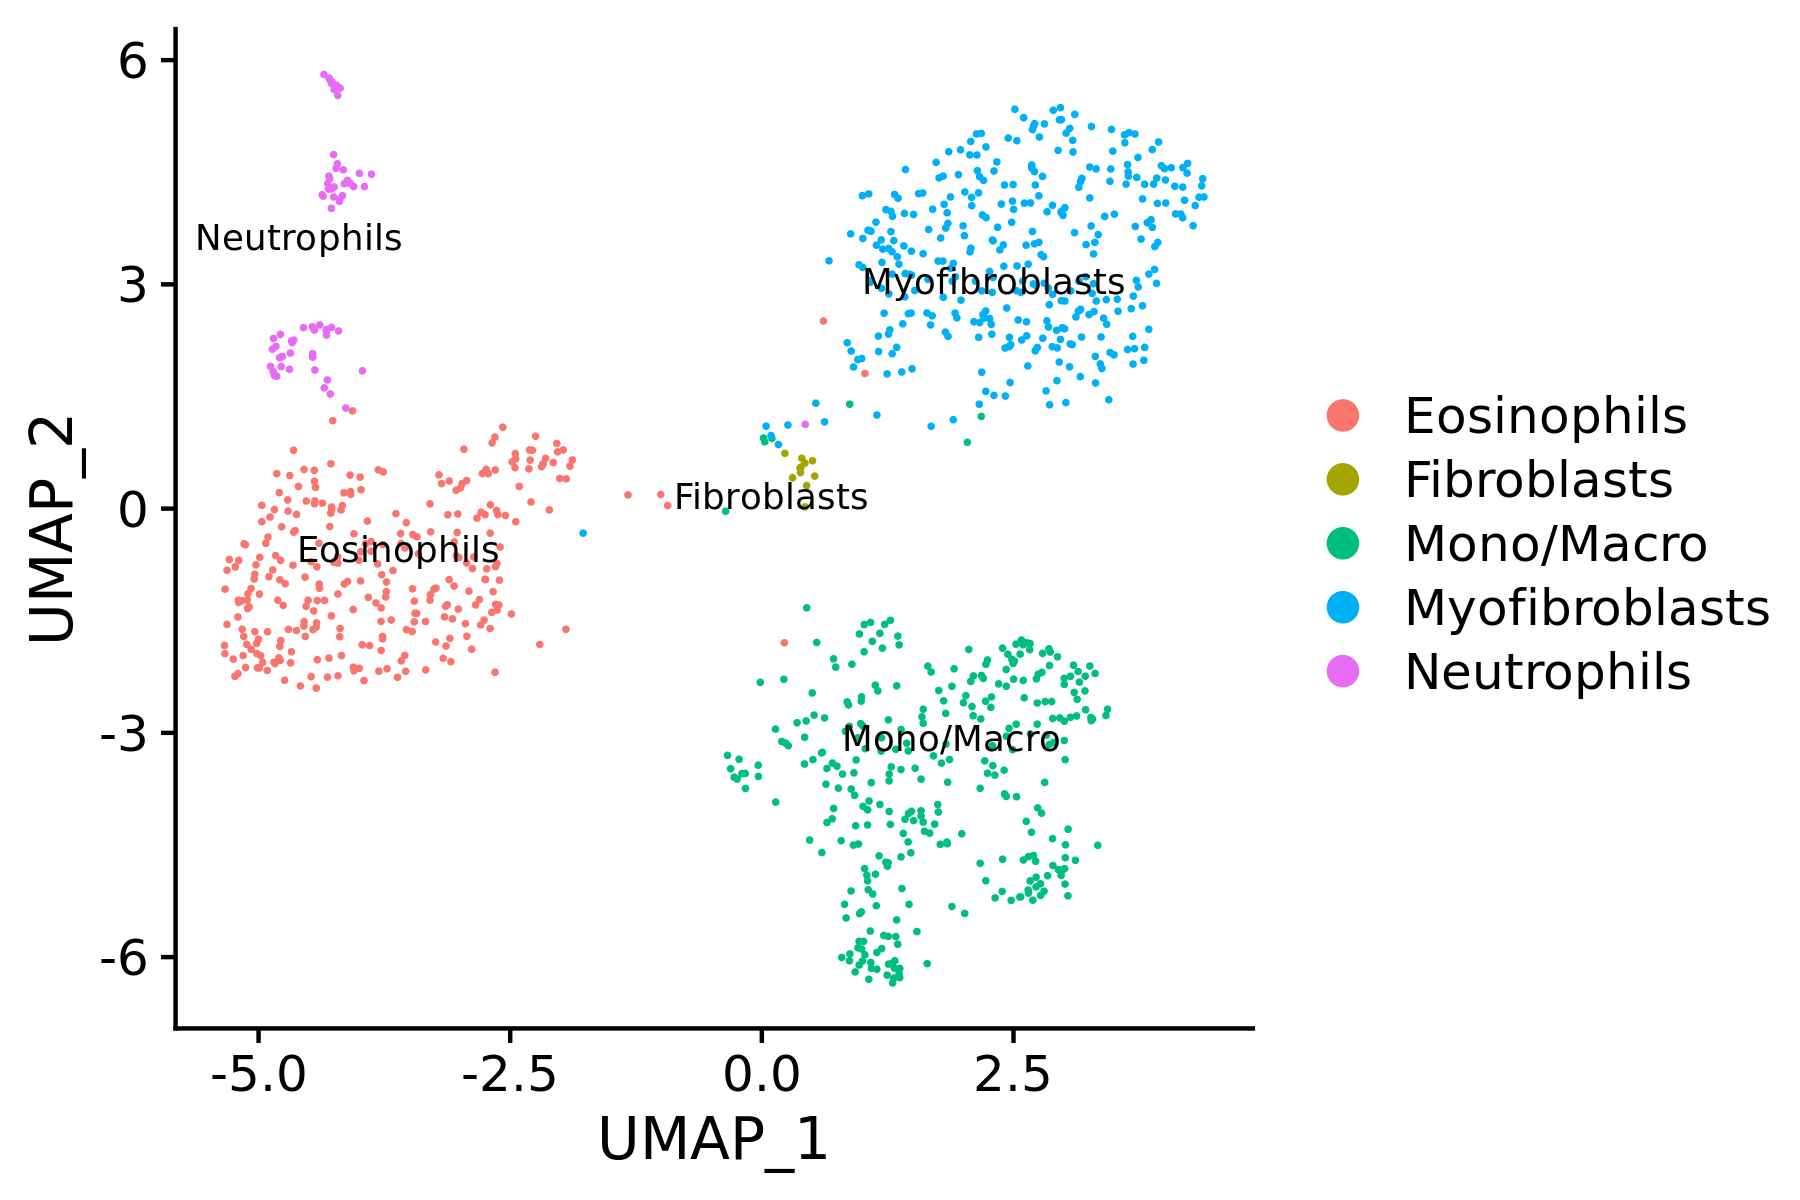 6
3
0
-3
-6
UMAP_2
Neutrophils
Myofibroblasts
Fibroblasts
Eosinophils
Mono/Macro
-5.0
-2.5
0.0
2.5
UMAP_1
Eosinophils
Fibroblasts
Mono/Macro
Myofibroblasts
Neutrophils